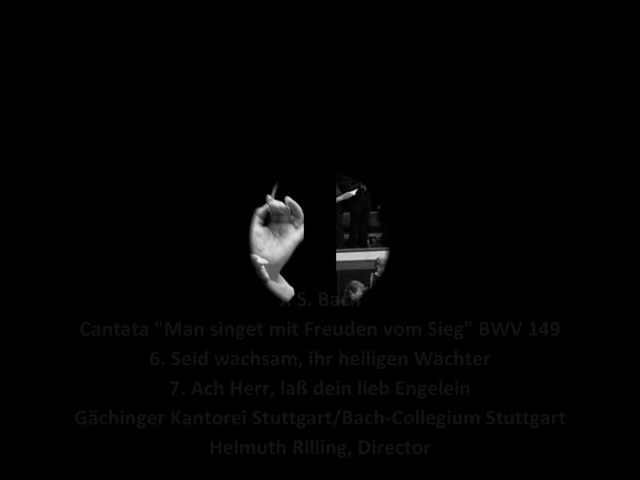 J. S. Bach
Cantata "Man singet mit Freuden vom Sieg" BWV 149
6. Seid wachsam, ihr heiligen Wächter
7. Ach Herr, laß dein lieb Engelein
Gächinger Kantorei Stuttgart/Bach-Collegium Stuttgart
Helmuth Rilling, Director